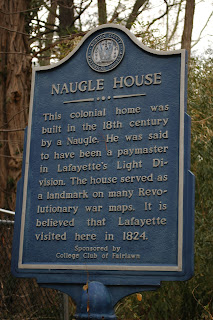 NAUGLE HOUSE
This colonial home was
built in the 18th century
by a Naugle. He was said
to have been a paymaster
in Lafayette's Light Di-
vision. The house served as
a landmark on many Revo-
lutionary war maps. It is
believed that Lafayette
visited here in 1824.
Sponsored by
College Club of Fairlawn